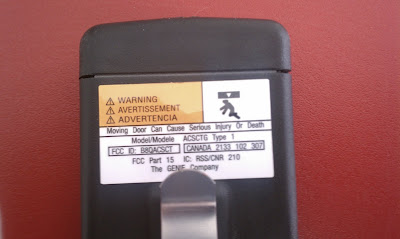 WARNING
AVERTISSEMENT
ADVERTENCIA
Moving Door Can Cause Serious Injury Or Death
Model/Modele ACSCTG Type 1
FCC ID: B8QACSCT CANADA 2133 102 307
FCC Part 15 IC: RSS/CNR 210
The GENIE Company